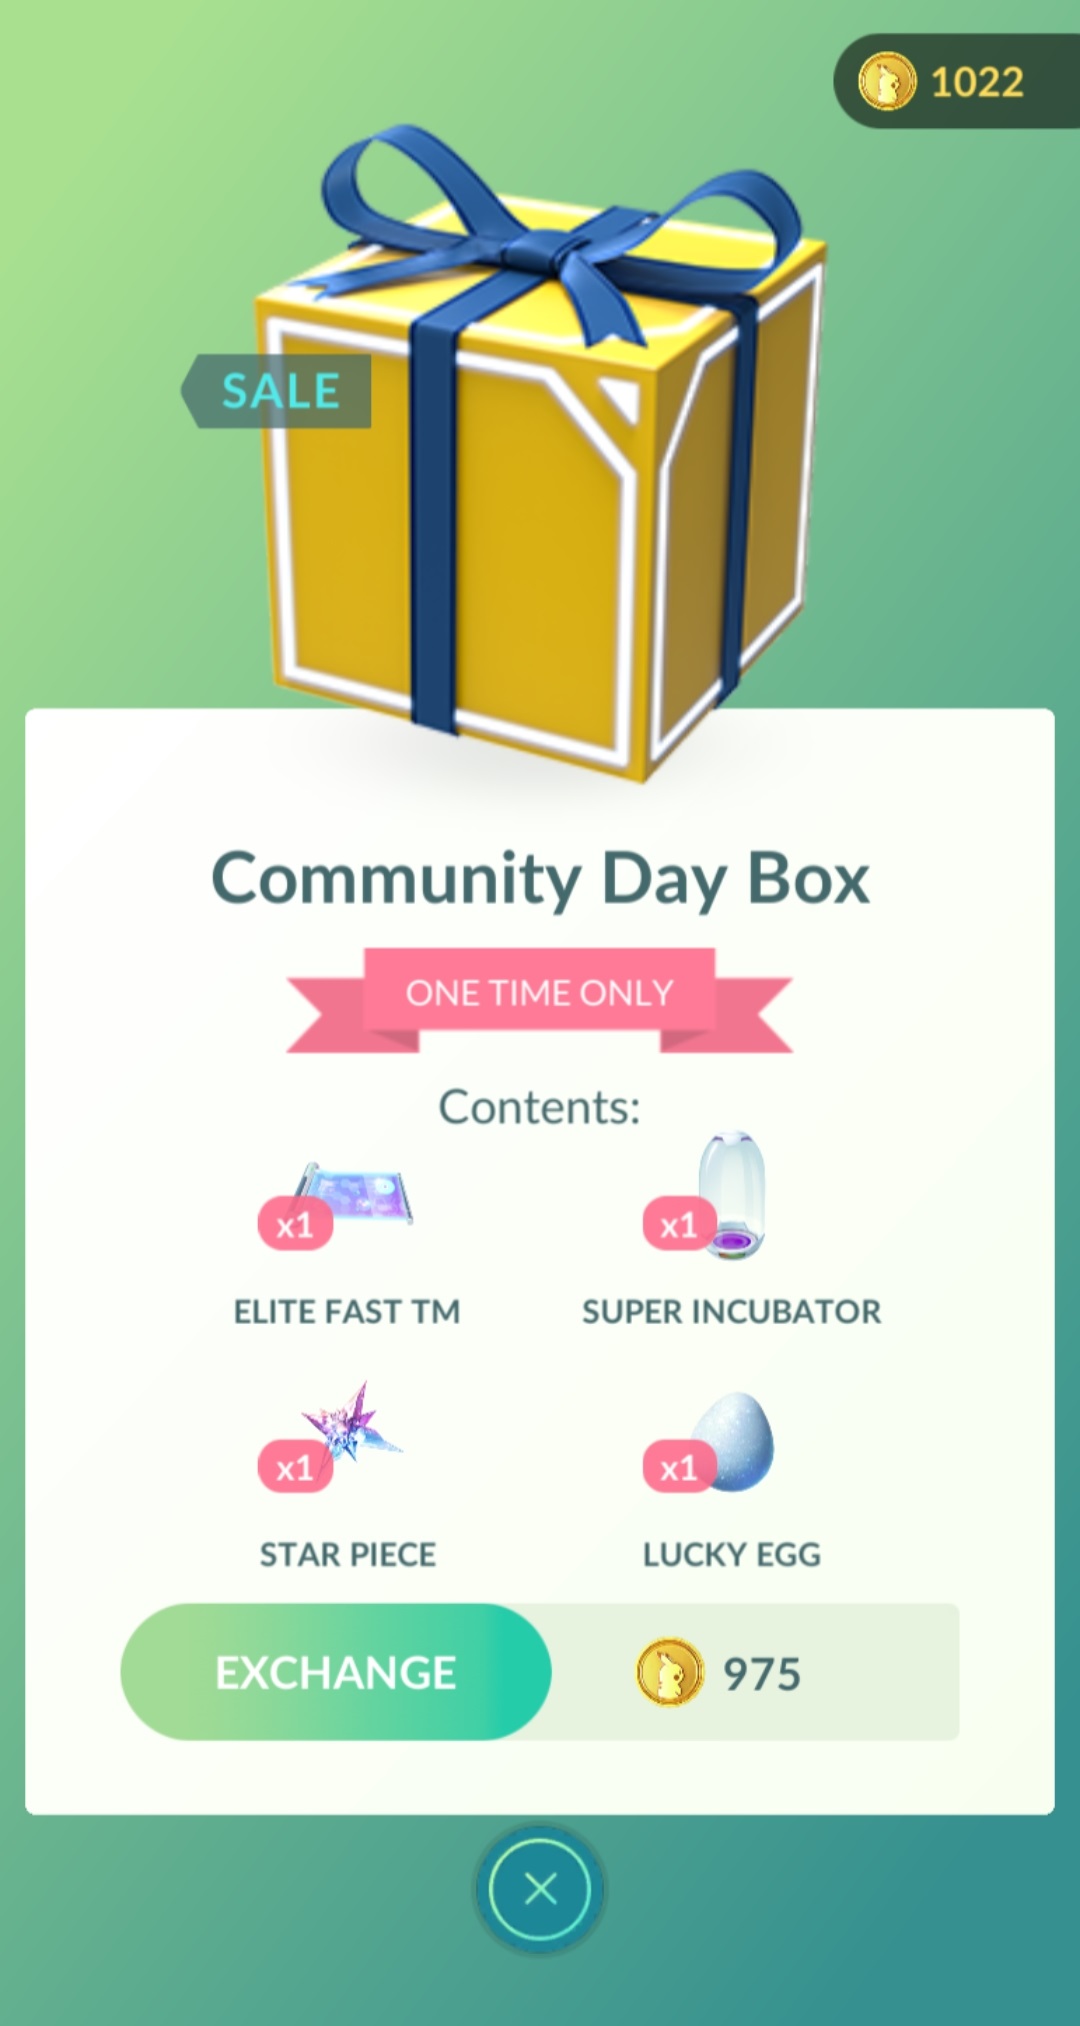 1022
SALE
Community Day Box
ONE TIME ONLY
Contents:
x1
x1
ELITE FAST TM
SUPER INCUBATOR
x1
x1
STAR PIECE
LUCKY EGG
EXCHANGE
975